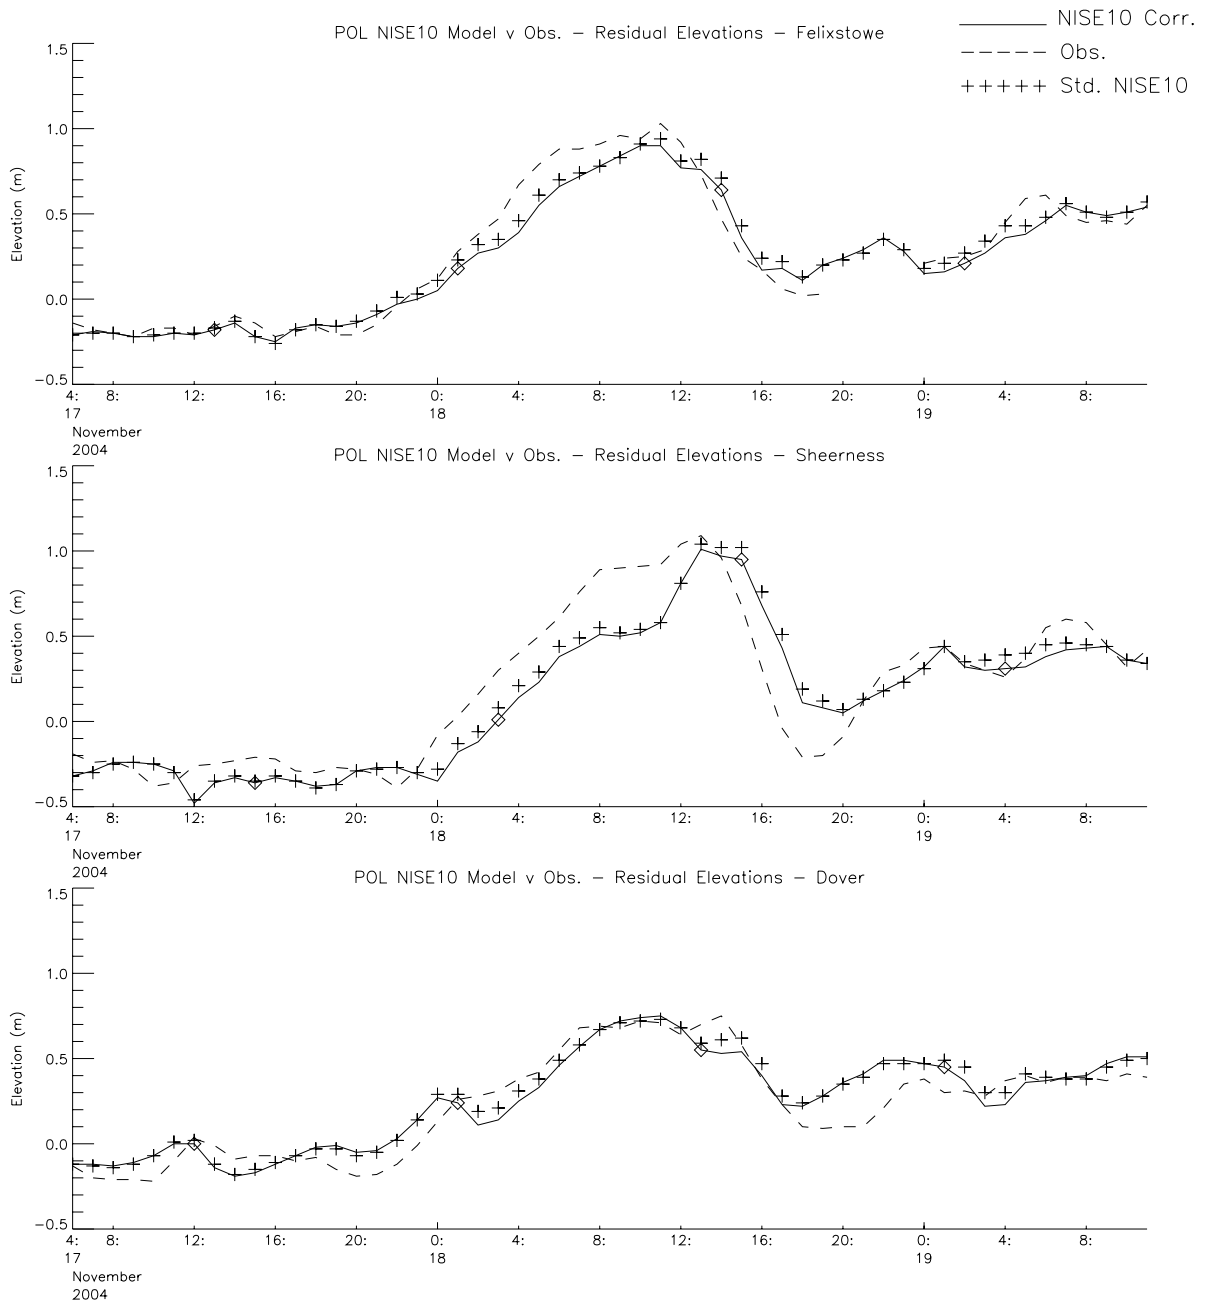 POL NISE10 Model v Obs. – Residual Elevations – Felixstowe
NISE10 Corr.
Obs.
+++++ Std. NISE10
Elevation (m)
1.5
1.0
0.5
0.0
−0.5
4: 8: 12: 16: 20: 0: 4: 8: 12: 16: 20: 0: 4: 8:
17 18 19
November
2004
POL NISE10 Model v Obs. – Residual Elevations – Sheerness
Elevation (m)
1.5
1.0
0.5
0.0
−0.5
4: 8: 12: 16: 20: 0: 4: 8: 12: 16: 20: 0: 4: 8:
17 18 19
November
2004
POL NISE10 Model v Obs. – Residual Elevations – Dover
Elevation (m)
1.5
1.0
0.5
0.0
−0.5
4: 8: 12: 16: 20: 0: 4: 8: 12: 16: 20: 0: 4: 8:
17 18 19
November
2004